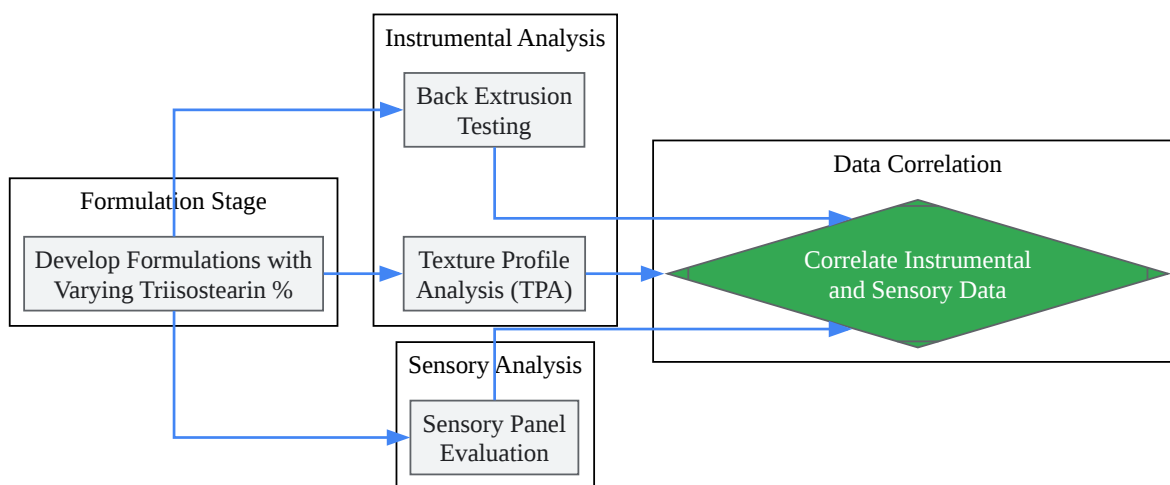 Instrumental Analysis
Back Extrusion
Testing
Data Correlation
Formulation Stage
Develop Formulations with
Varying Triisostearin %
Texture Profile
Analysis (TPA)
Correlate Instrumental
and Sensory Data
Sensory Analysis
Sensory Panel
Evaluation